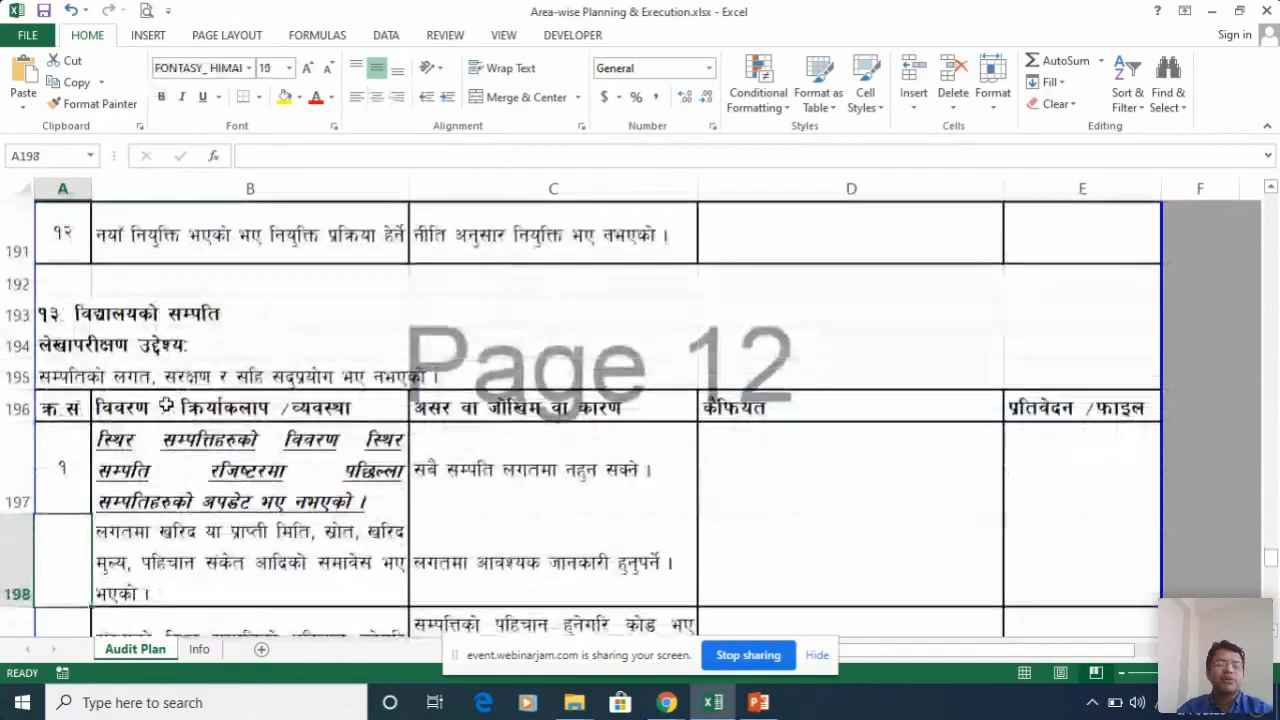 Area-wise Planning & Execution.xlsx - Excel
FILE HOME INSERT PAGE LAYOUT FORMULAS DATA REVIEW VIEW DEVELOPER Sign in
Cut
Copy
Format Painter
Paste
Clipboard
FONTASY_HIMAI 10
B I U
Font
Wrap Text
Merge & Center
Alignment
General
$ % ,
Number
Conditional Formatting
Format as Table
Cell Styles
Styles
Insert Delete Format
Cells
AutoSum
Fill
Clear
Sort & Filter
Find & Select
Editing
A198
fx
A B C D E F
191 १२ नयाँ नियुक्ति भएको भए नियुक्ति प्रक्रिया हेर्ने नीति अनुसार नियुक्ति भए नभएको ।
192
193 १३ विद्यालयको सम्पति
194 लेखापरीक्षण उद्देश्य:
195 सम्पतिको लगत, सरक्षण र सहि सदुप्रयोग भए नभएको ।
Page 12
196 क्र स विवरण क्रियाकलाप /व्यवस्था असर वा जोखिम वा कारण कैफियत प्रतिवेदन /फाइल
स्थिर सम्पत्तिहरुको विवरण स्थिर
१ सम्पति रजिष्टरमा पछिल्ला सबै सम्पति लगतमा नहुन सक्ने ।
197 सम्पत्तिहरुको अपडेट भए नभएको ।
लगतमा खरिद या प्राप्ती मिति, स्रोत, खरिद
मुल्य, पहिचान संकेत आदिको समावेस भए लगतमा आवश्यक जानकारी हुनुपर्ने ।
198 भएको ।
सम्पत्तिको पहिचान हुनेगरि कोड भए
Audit Plan Info
event.webinarjam.com is sharing your screen. Stop sharing Hide
READY
Type here to search